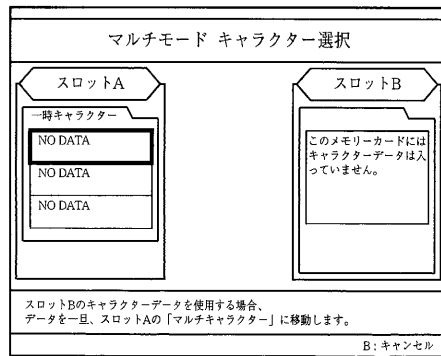 マルチモード キャラクター選択
スロットA
一時キャラクター
NO DATA
NO DATA
NO DATA
スロットB
このメモリーカードには
キャラクターデータは入
っていません。
スロットBのキャラクターデータを使用する場合、
データを一旦、スロットAの「マルチキャラクター」に移動します。
B:キャンセル